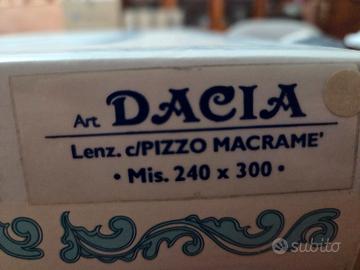 Art. DACIA
Lenz. c/PIZZO MACRAME'
• Mis. 240 x 300 •
subito